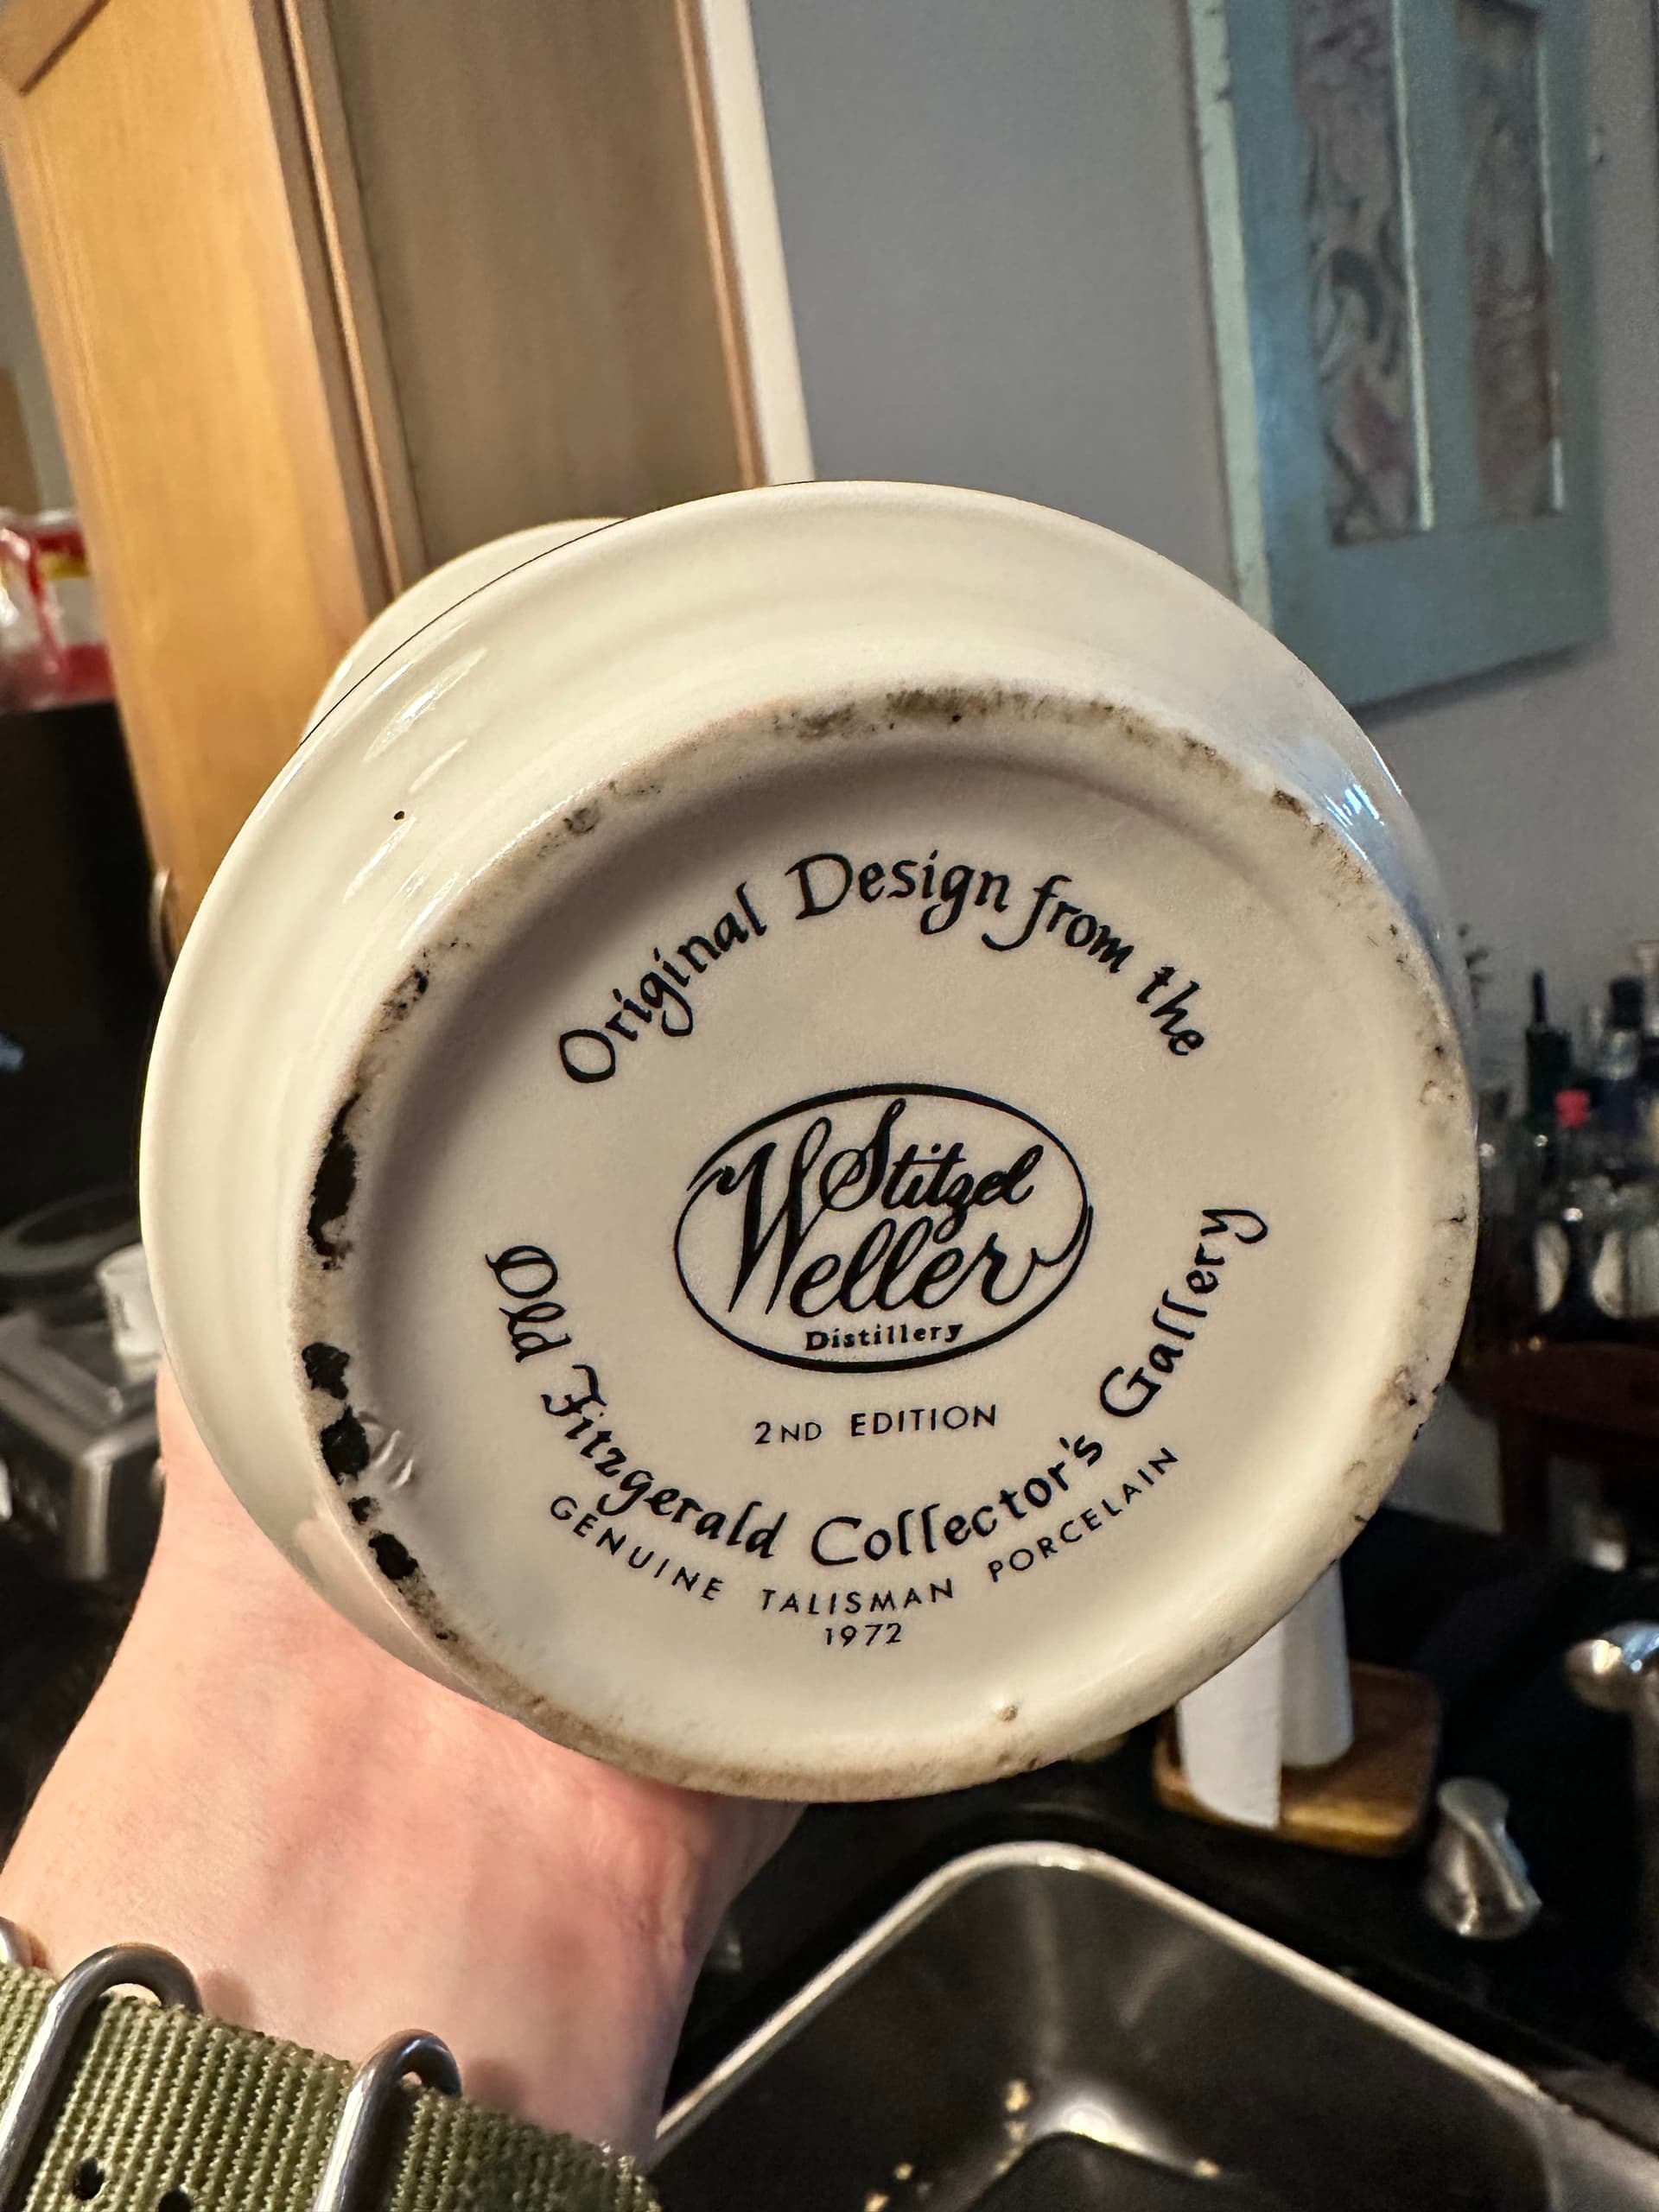 Original Design from the
Stitzel
Weller
Distillery
2ND EDITION
Old Fitzgerald Collector's Gallery
GENUINE TALISMAN PORCELAIN
1972